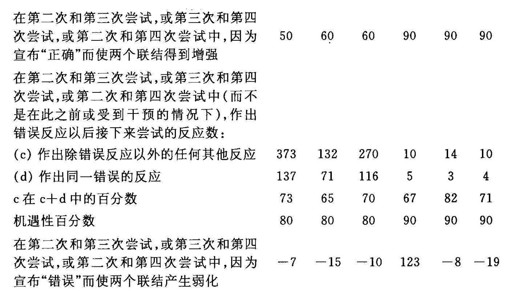 在第二次和第三次尝试,或第三次和第四
次尝试,或第二次和第四次尝试中,因为 50 60 60 90 90 90
宣布“正确”而使两个联结得到增强
在第二次和第三次尝试,或第三次和第四
次尝试,或第二次和第四次尝试中(而不
是在此之前或受到干预的情况下),作出
错误反应以后接下来尝试的反应数:
(c) 作出除错误反应以外的任何其他反应 373 132 270 10 14 10
(d) 作出同一错误的反应 137 71 116 5 3 4
c 在 c+d 中的百分数 73 65 70 67 82 71
机遇性百分数 80 80 80 90 90 90
在第二次和第三次尝试,或第三次和第四
次尝试,或第二次和第四次尝试中,因为 -7 -15 -10 123 -8 -19
宣布“错误”而使两个联结产生弱化